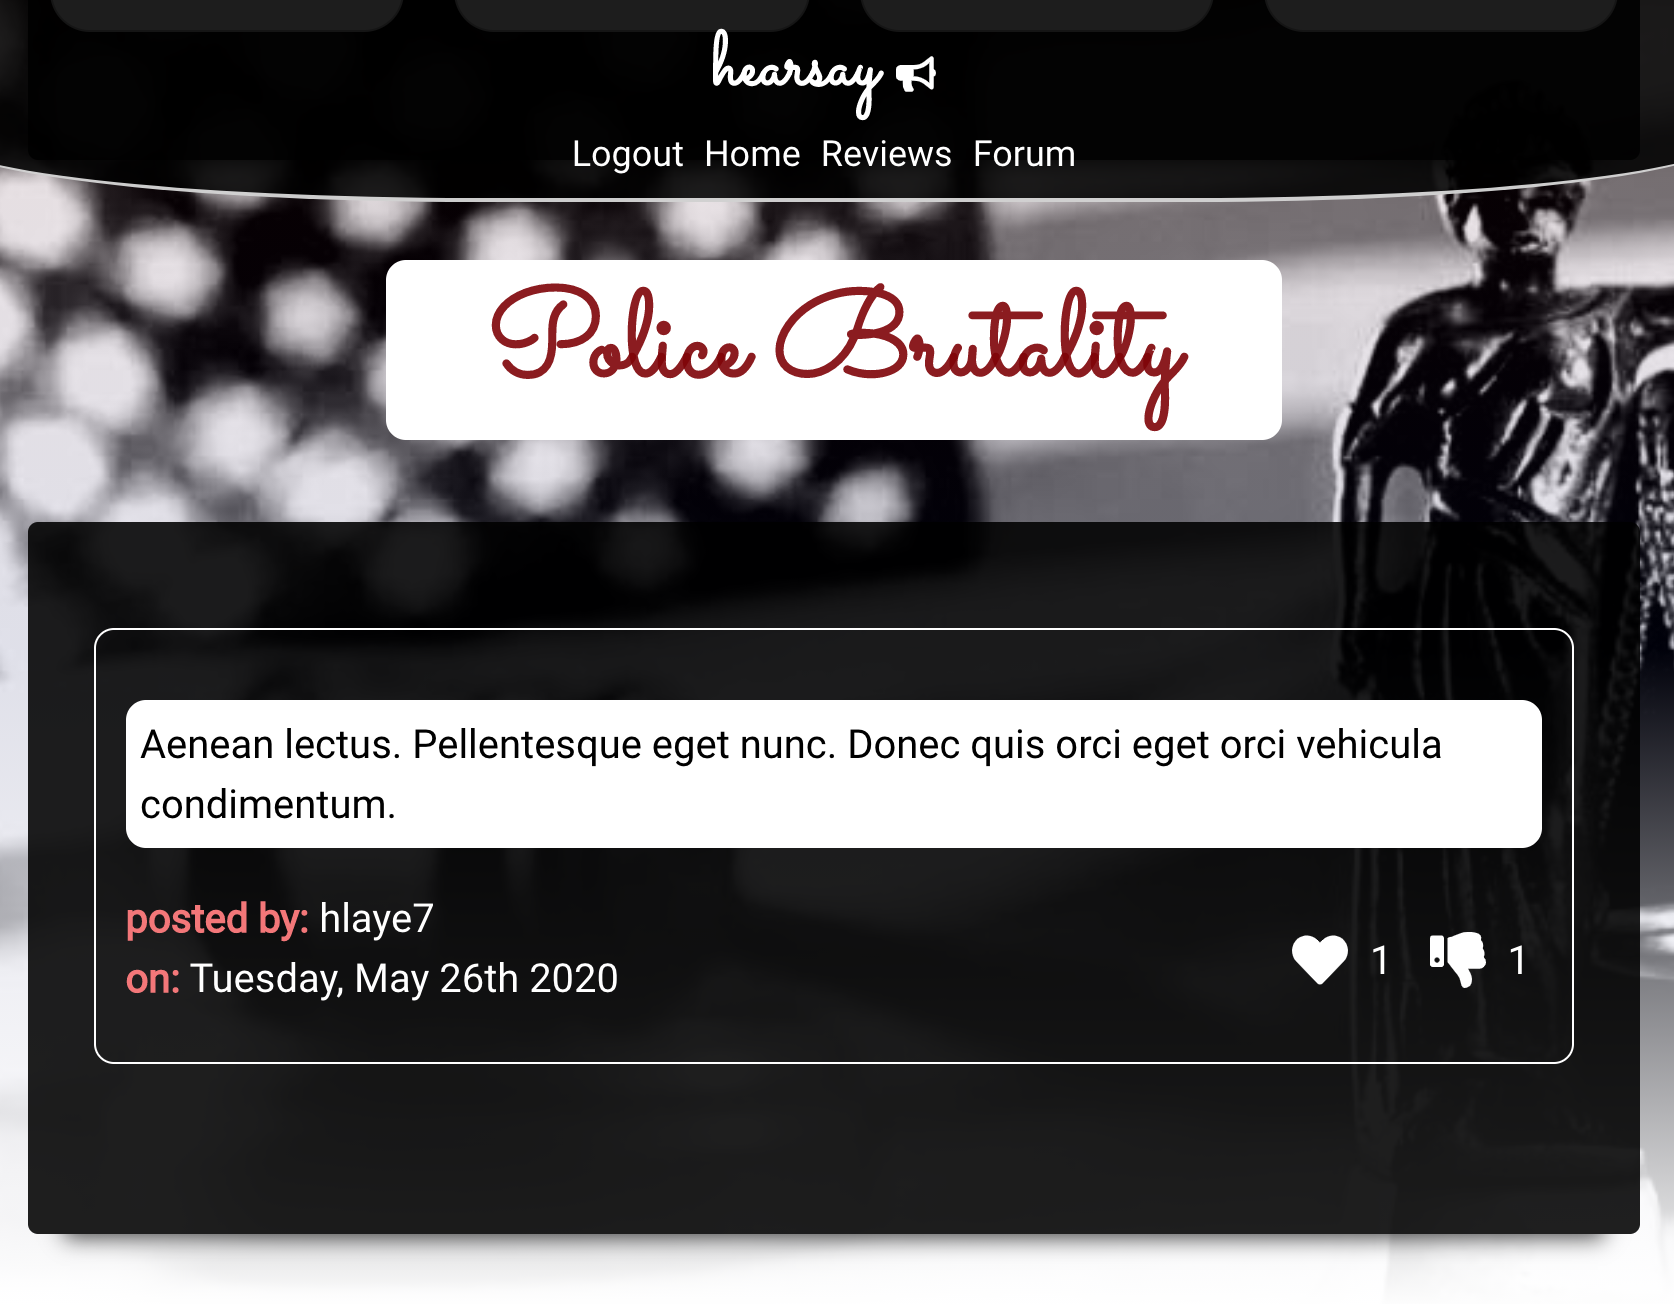 hearsay
Logout Home Reviews Forum
Police Brutality
Aenean lectus. Pellentesque eget nunc. Donec quis orci eget orci vehicula
condimentum.
posted by: hlaye7
on: Tuesday, May 26th 2020
1 1